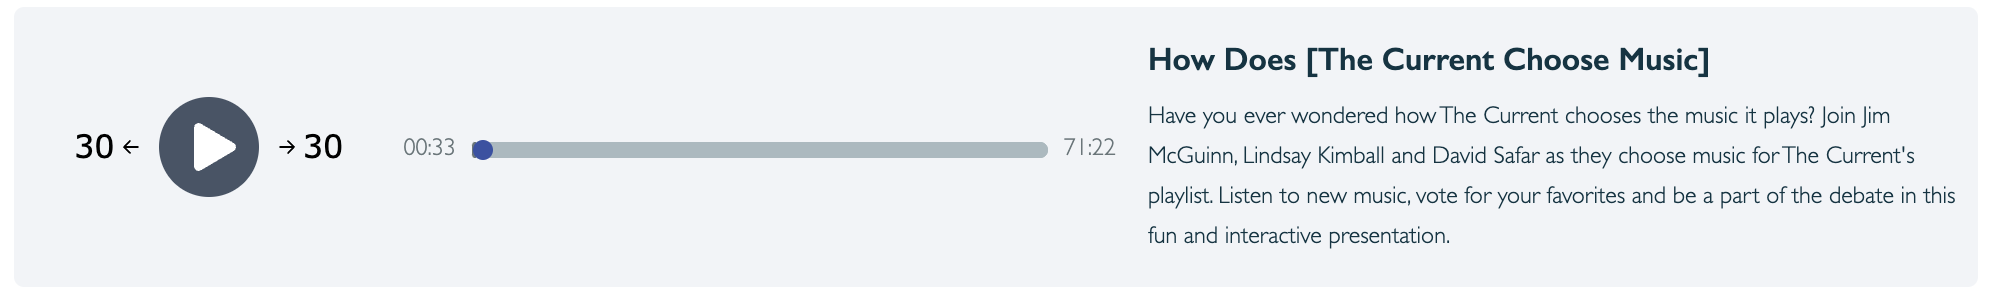 30 ← → 30 00:33 71:22
How Does [The Current Choose Music]
Have you ever wondered how The Current chooses the music it plays? Join Jim
McGuinn, Lindsay Kimball and David Safar as they choose music for The Current's
playlist. Listen to new music, vote for your favorites and be a part of the debate in this
fun and interactive presentation.